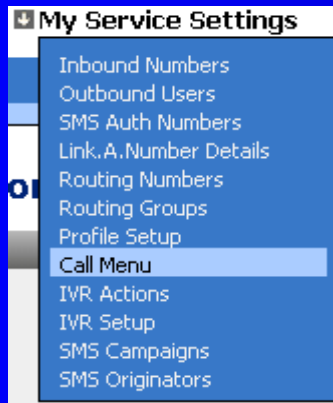 My Service Settings
Inbound Numbers
Outbound Users
SMS Auth Numbers
Link.A.Number Details
Routing Numbers
Routing Groups
Profile Setup
Call Menu
IVR Actions
IVR Setup
SMS Campaigns
SMS Originators